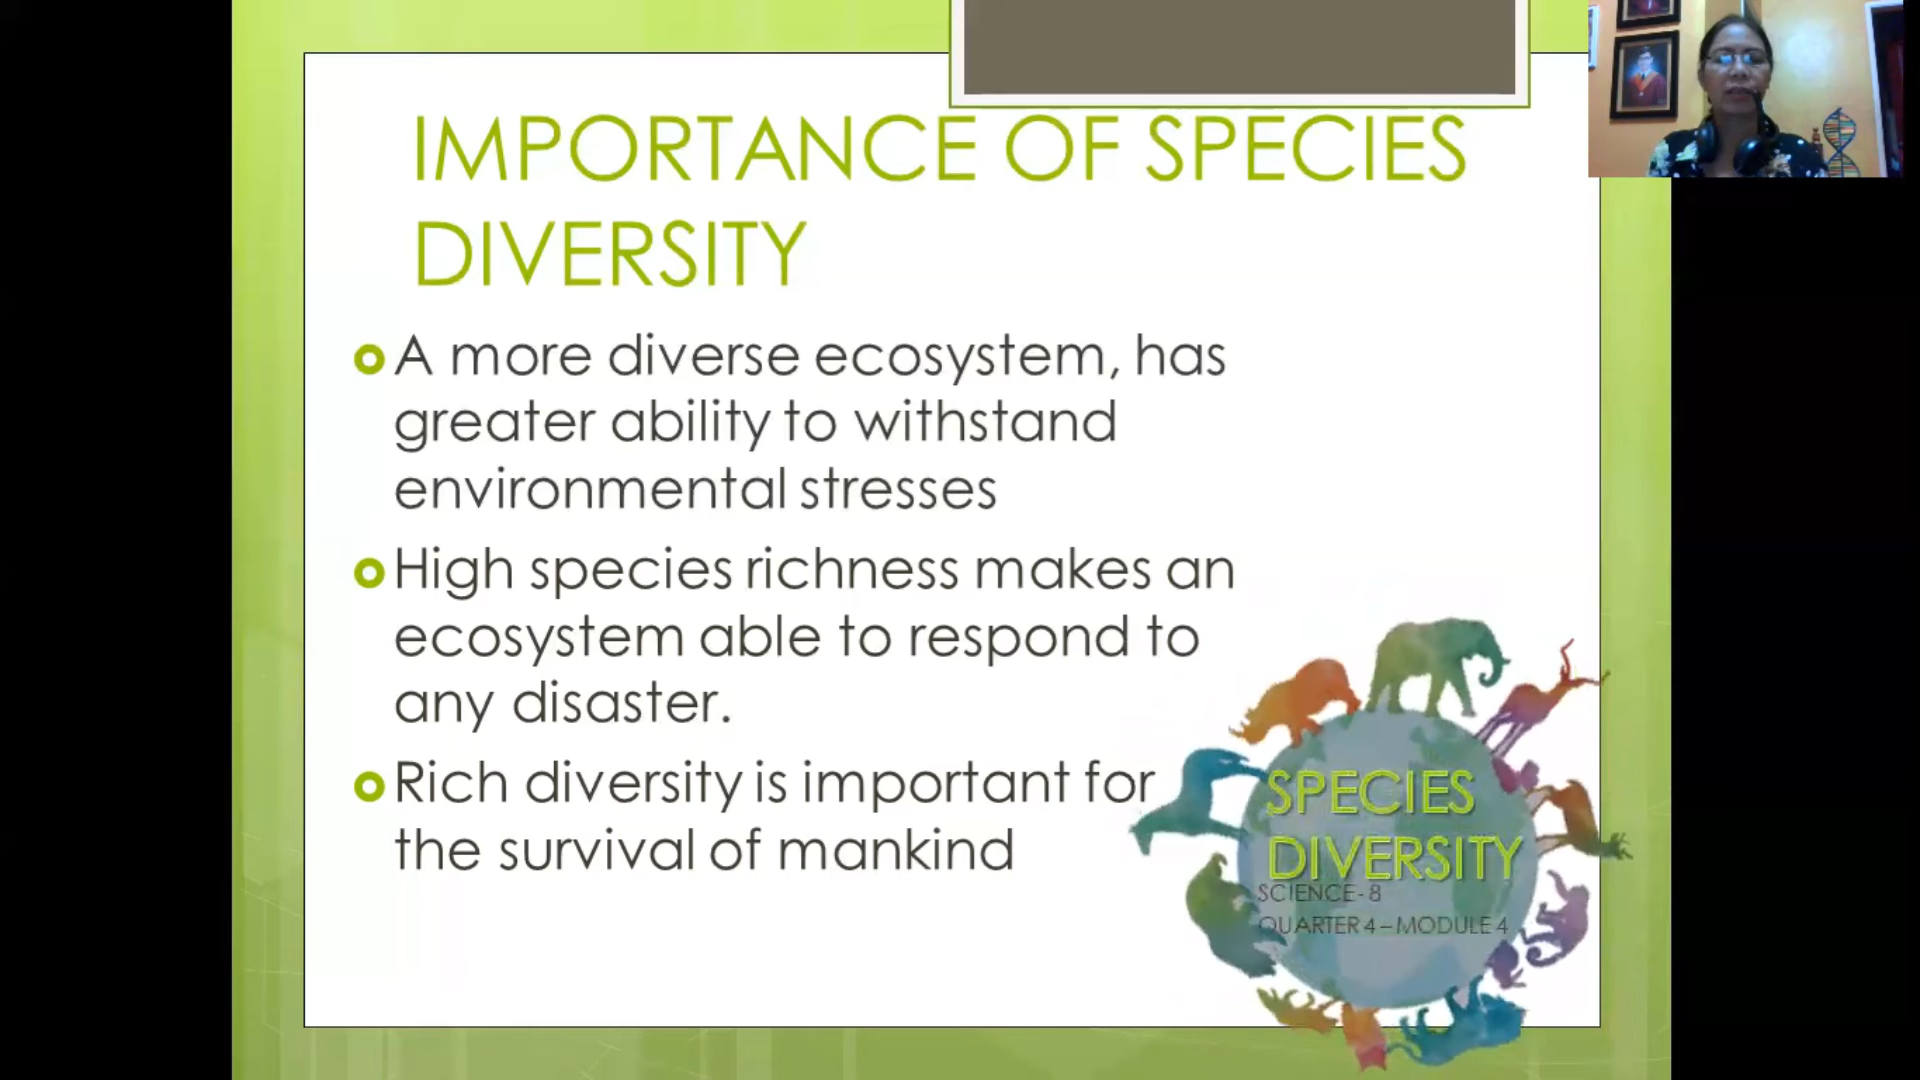 IMPORTANCE OF SPECIES
DIVERSITY
A more diverse ecosystem, has
greater ability to withstand
environmental stresses
High species richness makes an
ecosystem able to respond to
any disaster.
Rich diversity is important for
the survival of mankind
SPECIES
DIVERSITY
SCIENCE- 8
QUARTER 4 – MODULE 4